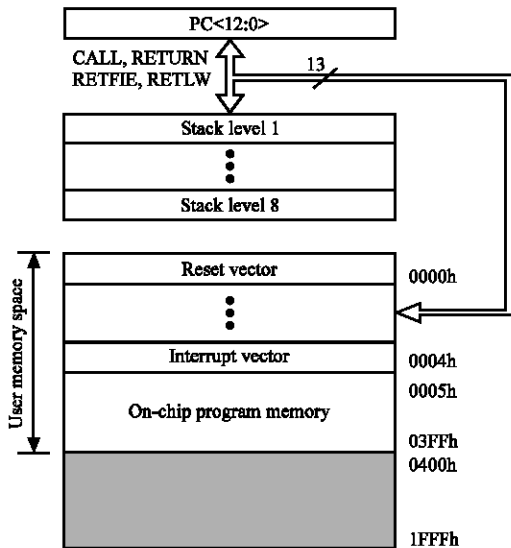 PC<12:0>
CALL, RETURN
RETFIE, RETLW
13
Stack level 1
Stack level 8
User memory space
Reset vector
0000h
Interrupt vector
0004h
0005h
On-chip program memory
03FFh
0400h
1FFFh